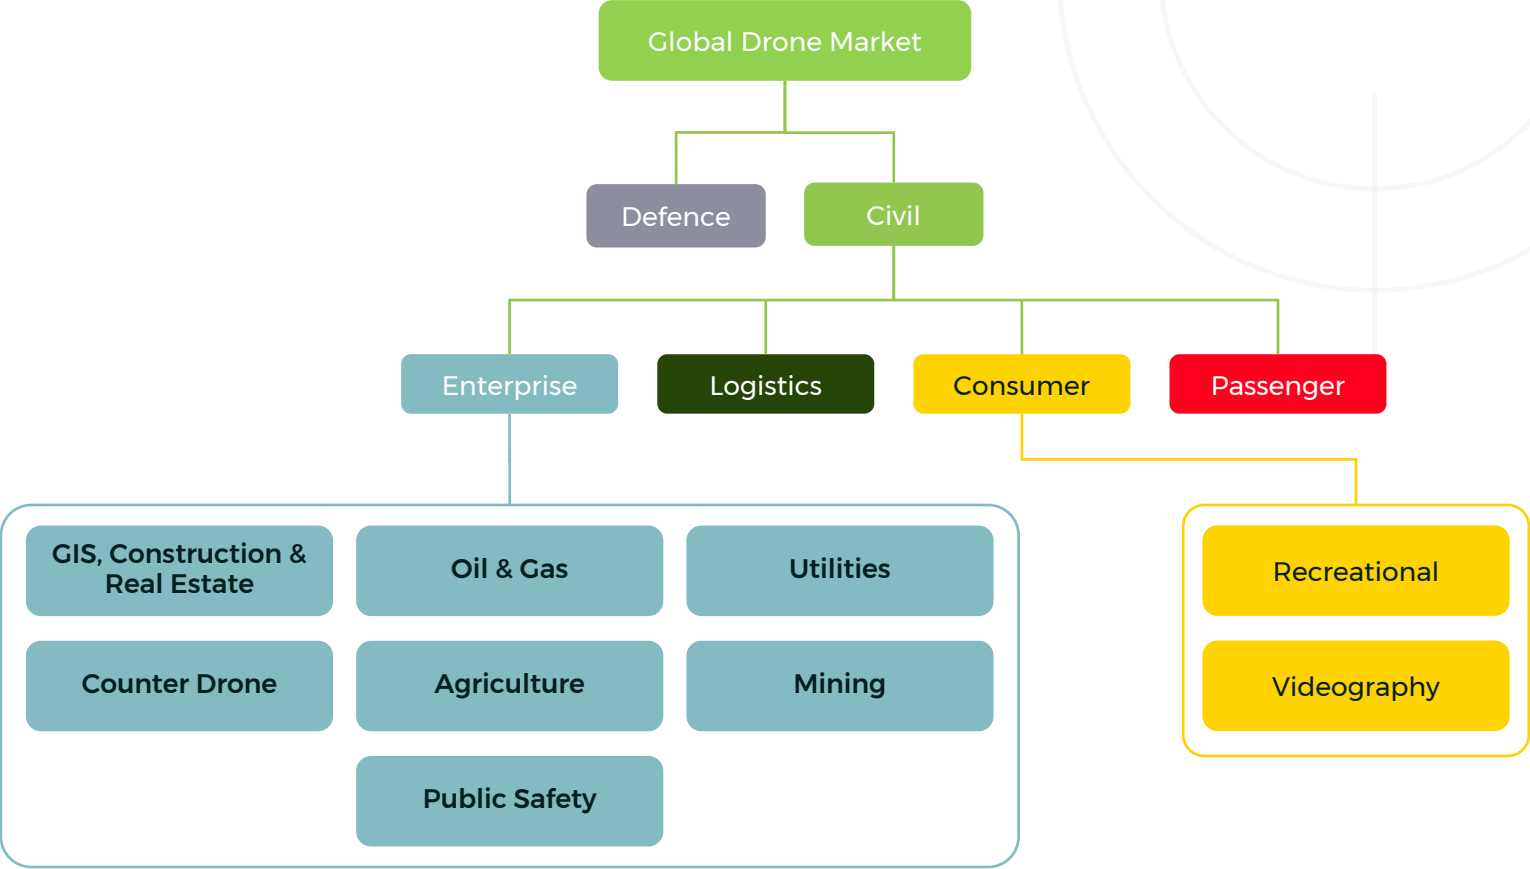 Global Drone Market
Defence
Civil
Enterprise
Logistics
Consumer
Passenger
GIS, Construction &
Real Estate
Oil & Gas
Utilities
Recreational
Counter Drone
Agriculture
Mining
Videography
Public Safety